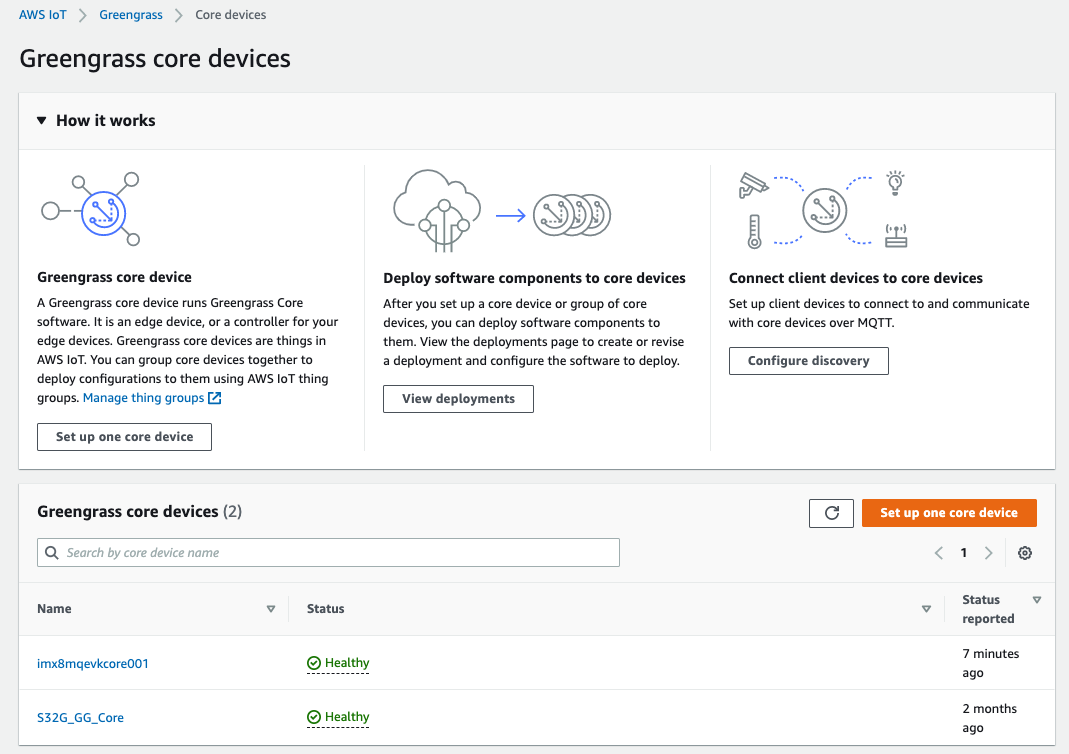 AWS IoT
Greengrass
Core devices
Greengrass core devices
How it works
Greengrass core device
A Greengrass core device runs Greengrass Core
software. It is an edge device, or a controller for your
edge devices. Greengrass core devices are things in
AWS IoT. You can group core devices together to
deploy configurations to them using AWS IoT thing
groups. Manage thing groups
Set up one core device
Deploy software components to core devices
After you set up a core device or group of core
devices, you can deploy software components to
them. View the deployments page to create or revise
a deployment and configure the software to deploy.
View deployments
Connect client devices to core devices
Set up client devices to connect to and communicate
with core devices over MQTT.
Configure discovery
Greengrass core devices (2)
Set up one core device
Search by core device name
1
Name
Status
Status
reported
imx8mqevkcore001
Healthy
7 minutes
ago
S32G_GG_Core
Healthy
2 months
ago